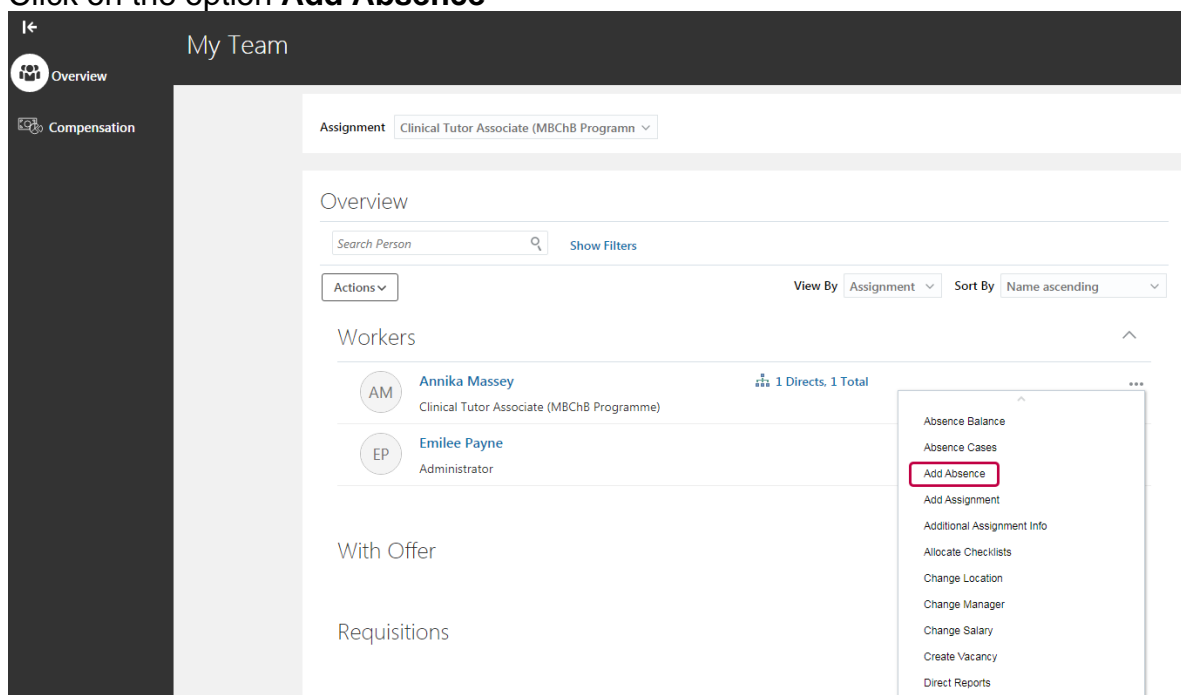 Click on the option Add Absence
My Team
Overview
Compensation
Assignment Clinical Tutor Associate (MBChB Programn
Overview
Search Person Show Filters
Actions View By Assignment Sort By Name ascending
Workers
AM Annika Massey 1 Directs, 1 Total
Clinical Tutor Associate (MBChB Programme)
EP Emilee Payne
Administrator
Absence Balance
Absence Cases
Add Absence
Add Assignment
Additional Assignment Info
Allocate Checklists
Change Location
Change Manager
Change Salary
Create Vacancy
Direct Reports
With Offer
Requisitions